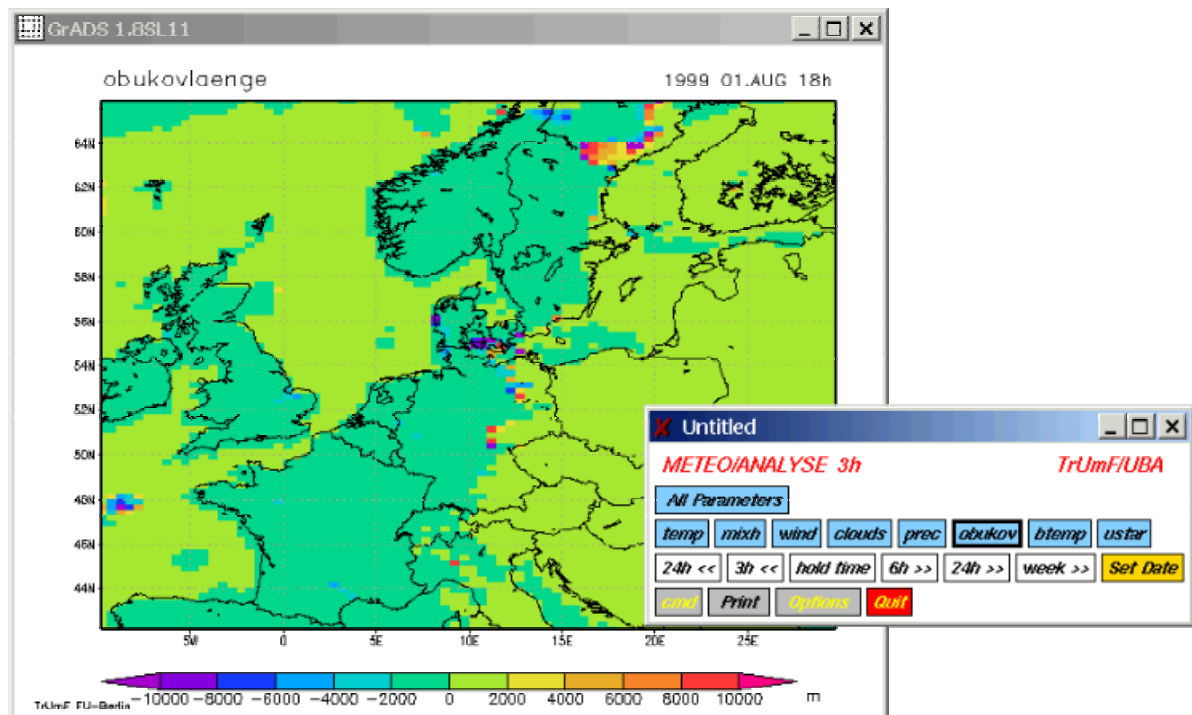 GrADS 1.8SL11
obukovlaenge 1999 01.AUG 18h
64N
62N
60N
58N
56N
54N
52N
50N
48N
46N
44N
5W 0 5E 10E 15E 20E 25E
-10000 -8000 -6000 -4000 -2000 0 2000 4000 6000 8000 10000 m
TrUmF FU-Berlin
Untitled
METEO/ANALYSE 3h TrUmF/UBA
All Parameters
temp mixh wind clouds prec obukov btemp ustar
24h << 3h << hold time 6h >> 24h >> week >> Set Date
cmd Print Options Quit